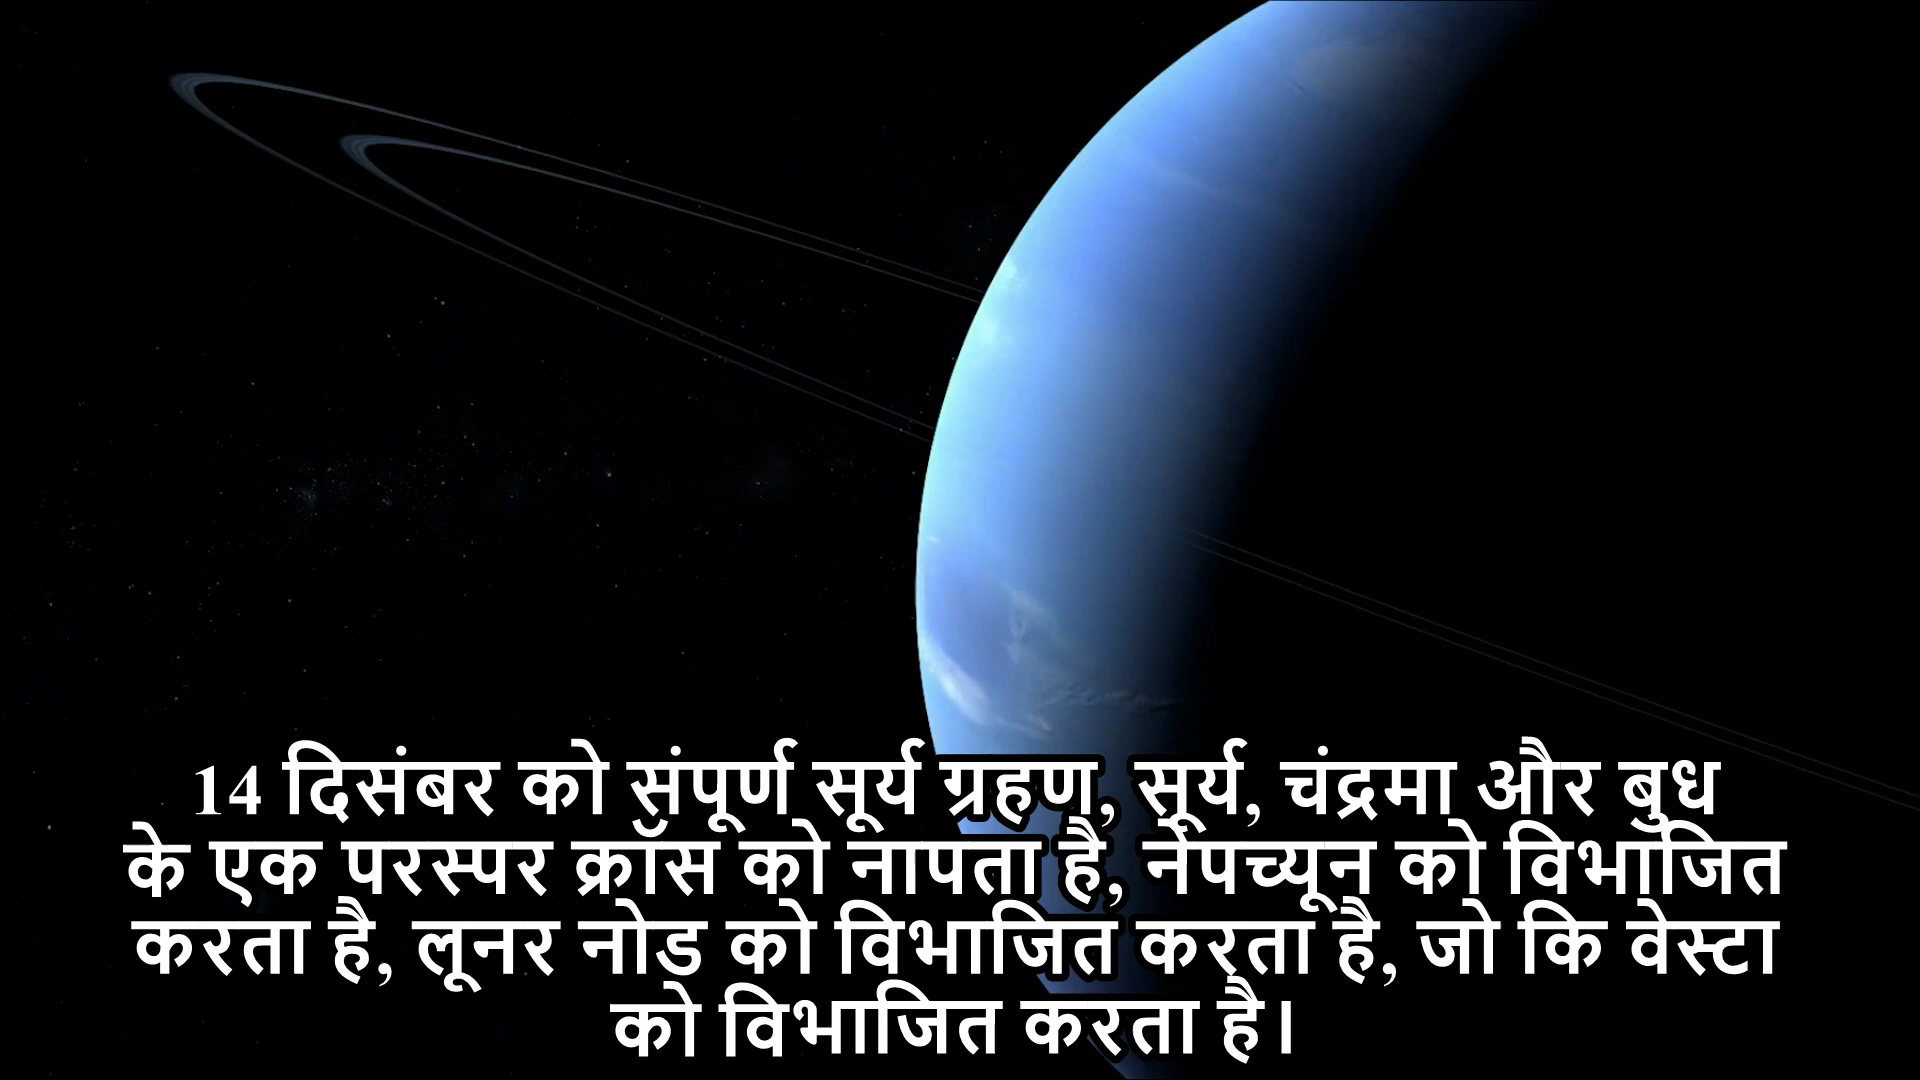 14 दिसंबर को संपूर्ण सूर्य ग्रहण, सूर्य, चंद्रमा और बुध
के एक परस्पर क्रॉस को नापता है, नेपच्यून को विभाजित
करता है, लूनर नोड को विभाजित करता है, जो कि वेस्टा
को विभाजित करता है।